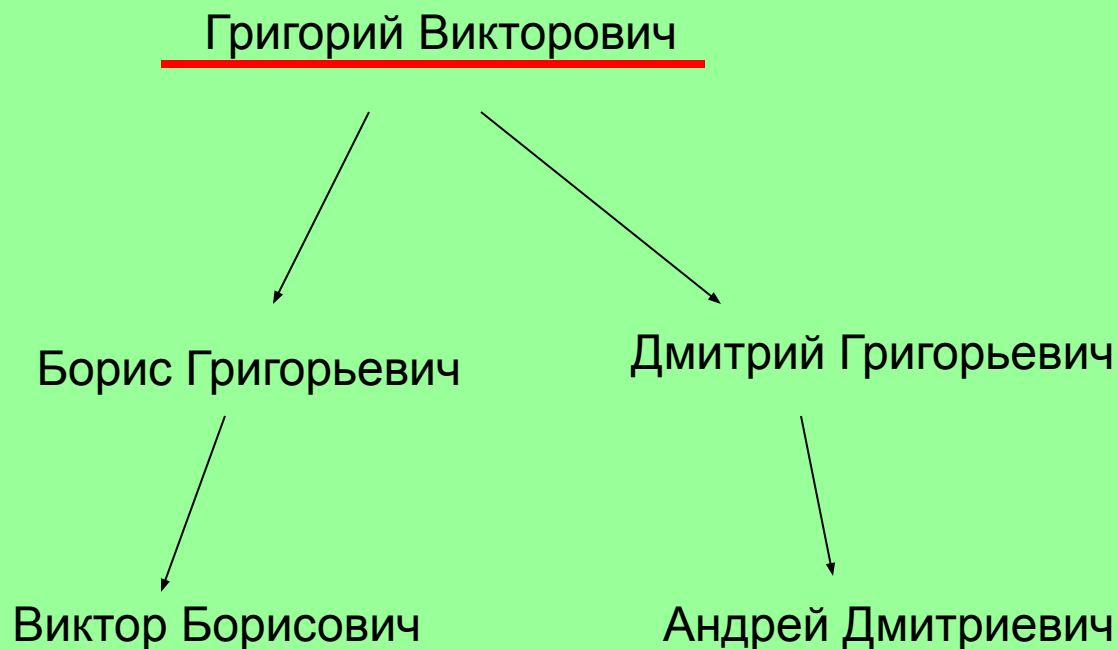 Григорий Викторович
Борис Григорьевич
Дмитрий Григорьевич
Виктор Борисович
Андрей Дмитриевич